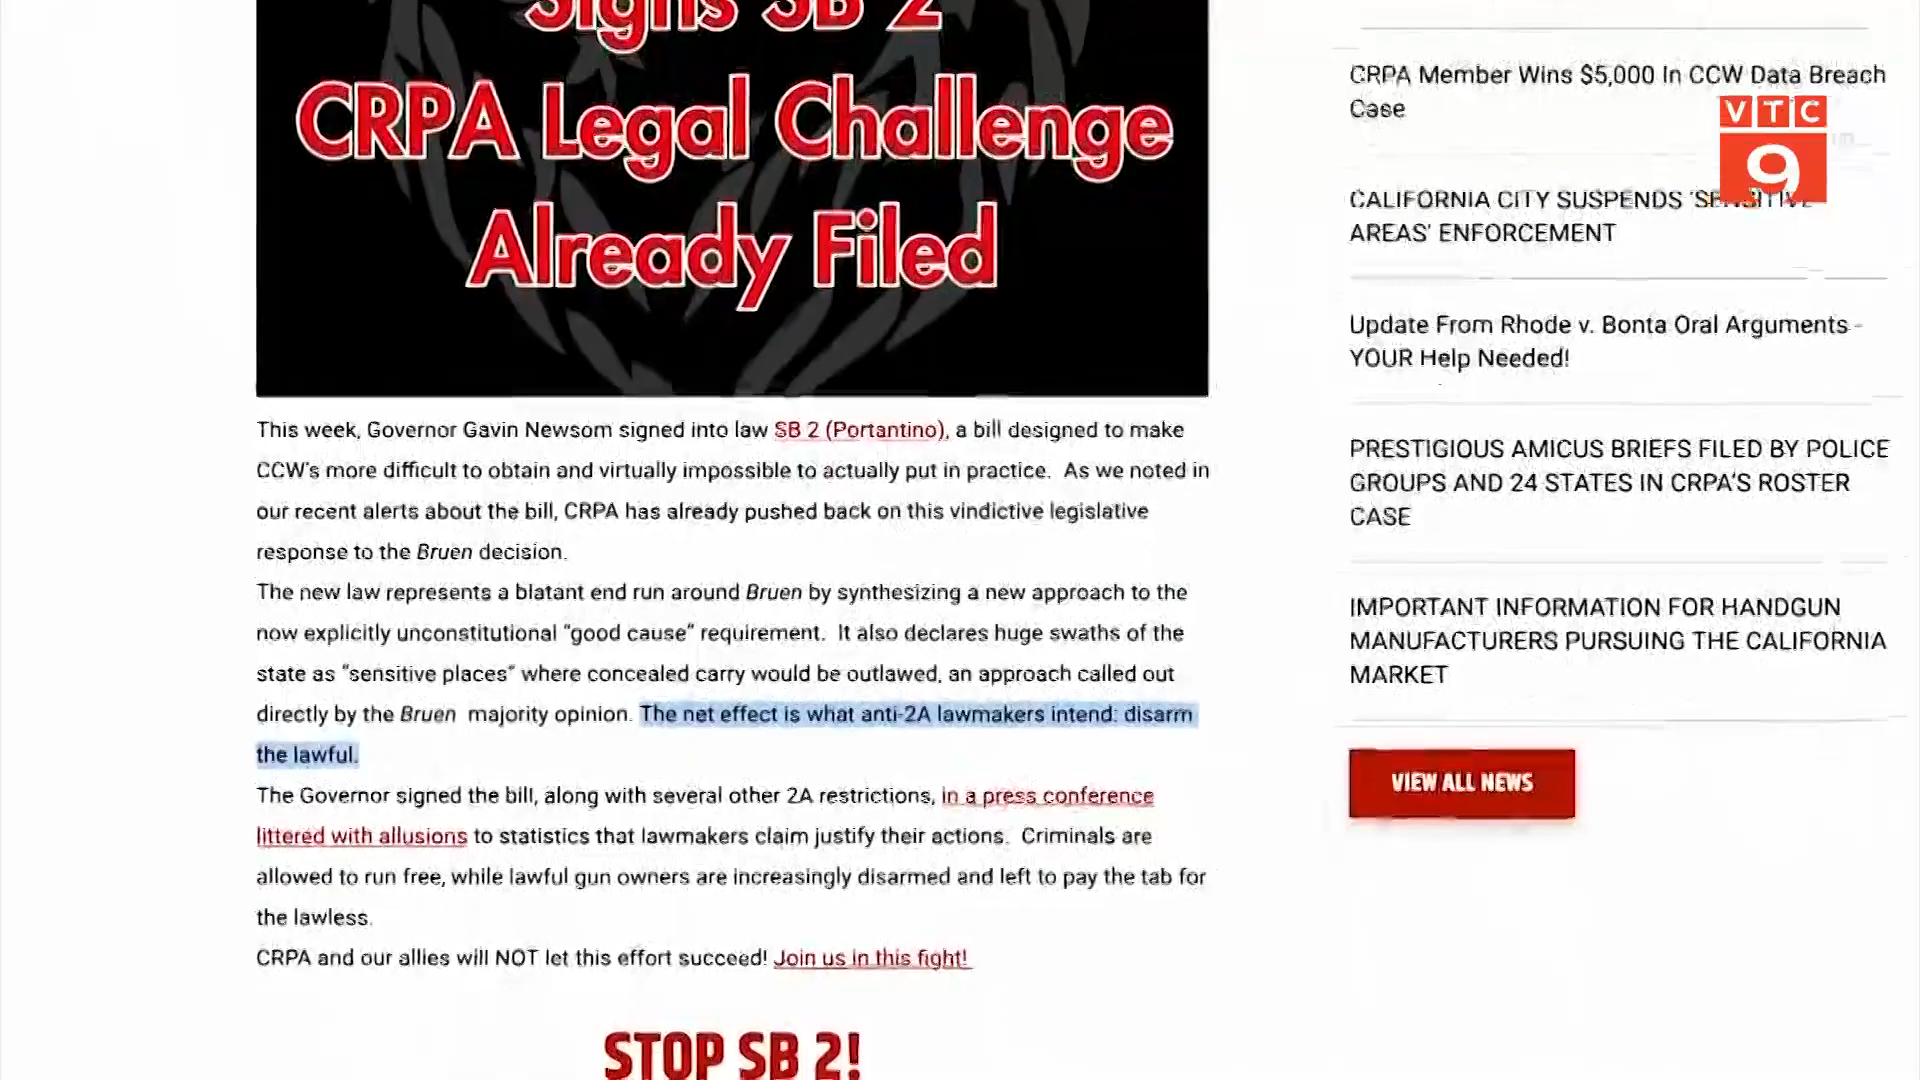 Signs SB 2
CRPA Legal Challenge
Already Filed
This week, Governor Gavin Newsom signed into law SB 2 (Portantino), a bill designed to make
CCW's more difficult to obtain and virtually impossible to actually put in practice. As we noted in
our recent alerts about the bill, CRPA has already pushed back on this vindictive legislative
response to the Bruen decision.
The new law represents a blatant end run around Bruen by synthesizing a new approach to the
now explicitly unconstitutional "good cause" requirement. It also declares huge swaths of the
state as "sensitive places" where concealed carry would be outlawed, an approach called out
directly by the Bruen majority opinion. The net effect is what anti-2A lawmakers intend: disarm
the lawful.
The Governor signed the bill, along with several other 2A restrictions, in a press conference
littered with allusions to statistics that lawmakers claim justify their actions. Criminals are
allowed to run free, while lawful gun owners are increasingly disarmed and left to pay the tab for
the lawless.
CRPA and our allies will NOT let this effort succeed! Join us in this fight!
STOP SB 2!
CRPA Member Wins $5,000 In CCW Data Breach
Case
VTC
9
CALIFORNIA CITY SUSPENDS 'SENSITIVE
AREAS' ENFORCEMENT
Update From Rhode v. Bonta Oral Arguments -
YOUR Help Needed!
PRESTIGIOUS AMICUS BRIEFS FILED BY POLICE
GROUPS AND 24 STATES IN CRPA'S ROSTER
CASE
IMPORTANT INFORMATION FOR HANDGUN
MANUFACTURERS PURSUING THE CALIFORNIA
MARKET
VIEW ALL NEWS